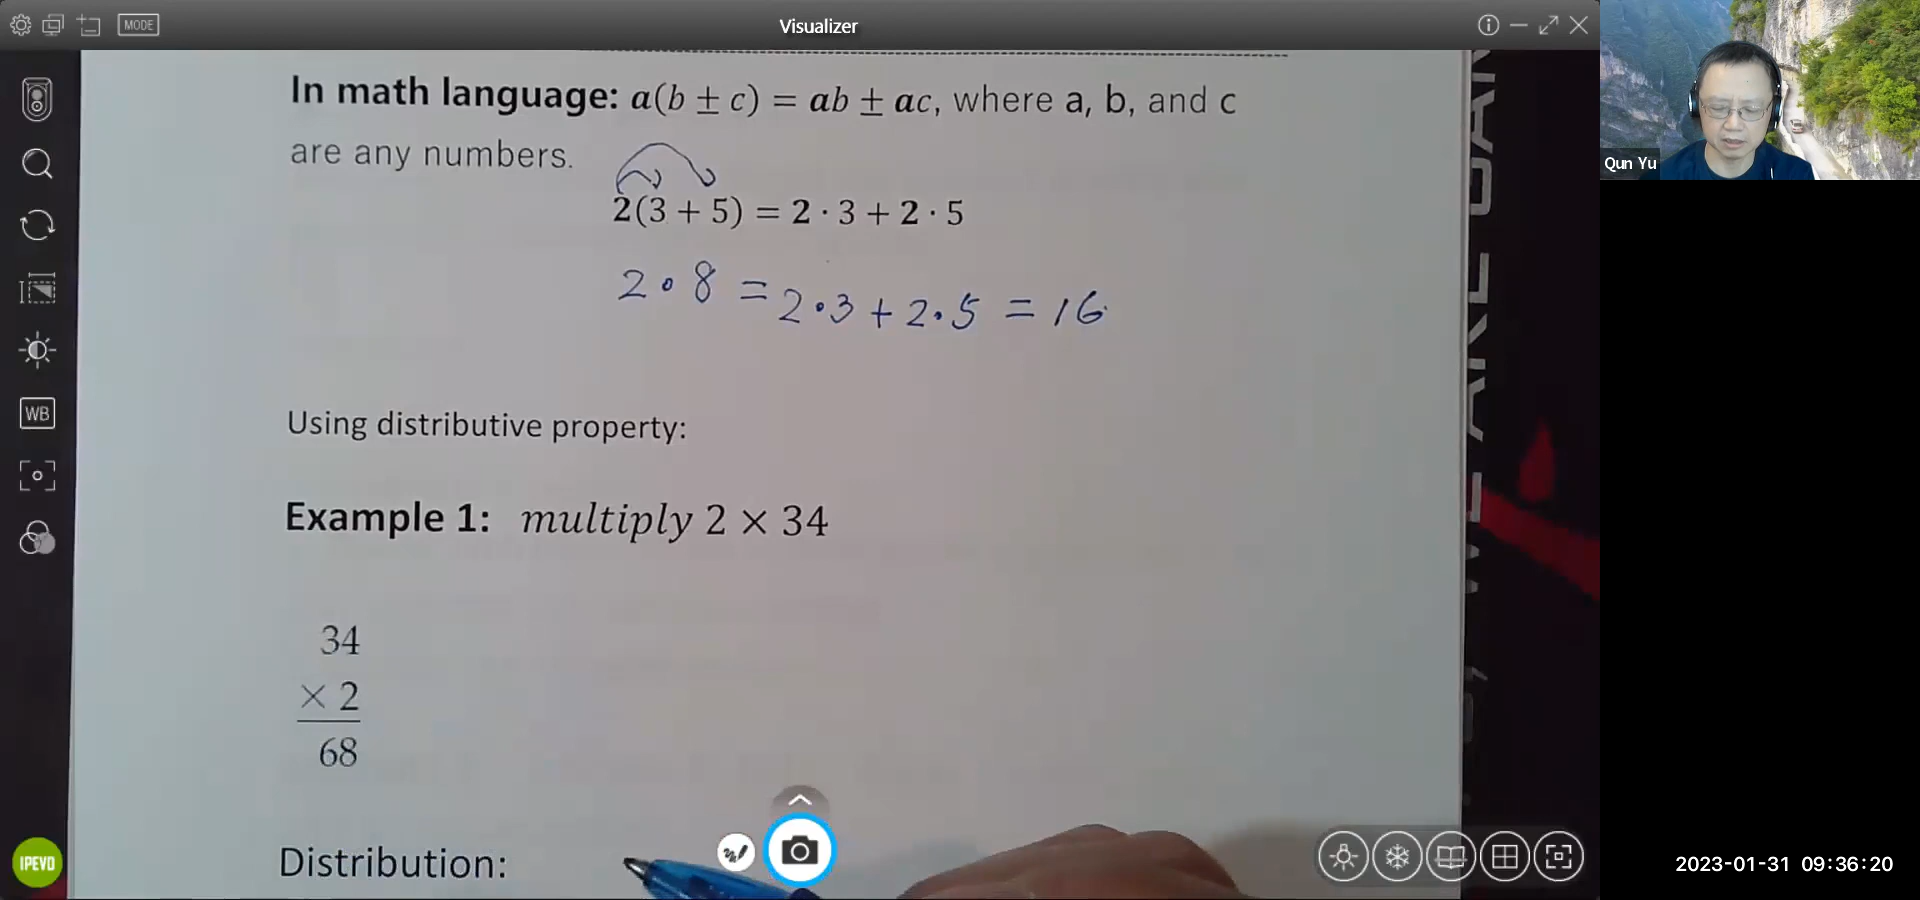 MODE
Visualizer
In math language: a(b ± c) = ab ± ac, where a, b, and c
are any numbers.
2(3 + 5) = 2 · 3 + 2 · 5
2 · 8 = 2 · 3 + 2 · 5 = 16
Using distributive property:
Example 1: multiply 2 × 34
34
× 2
68
Distribution:
WB
IPEVO
Qun Yu
2023-01-31 09:36:20